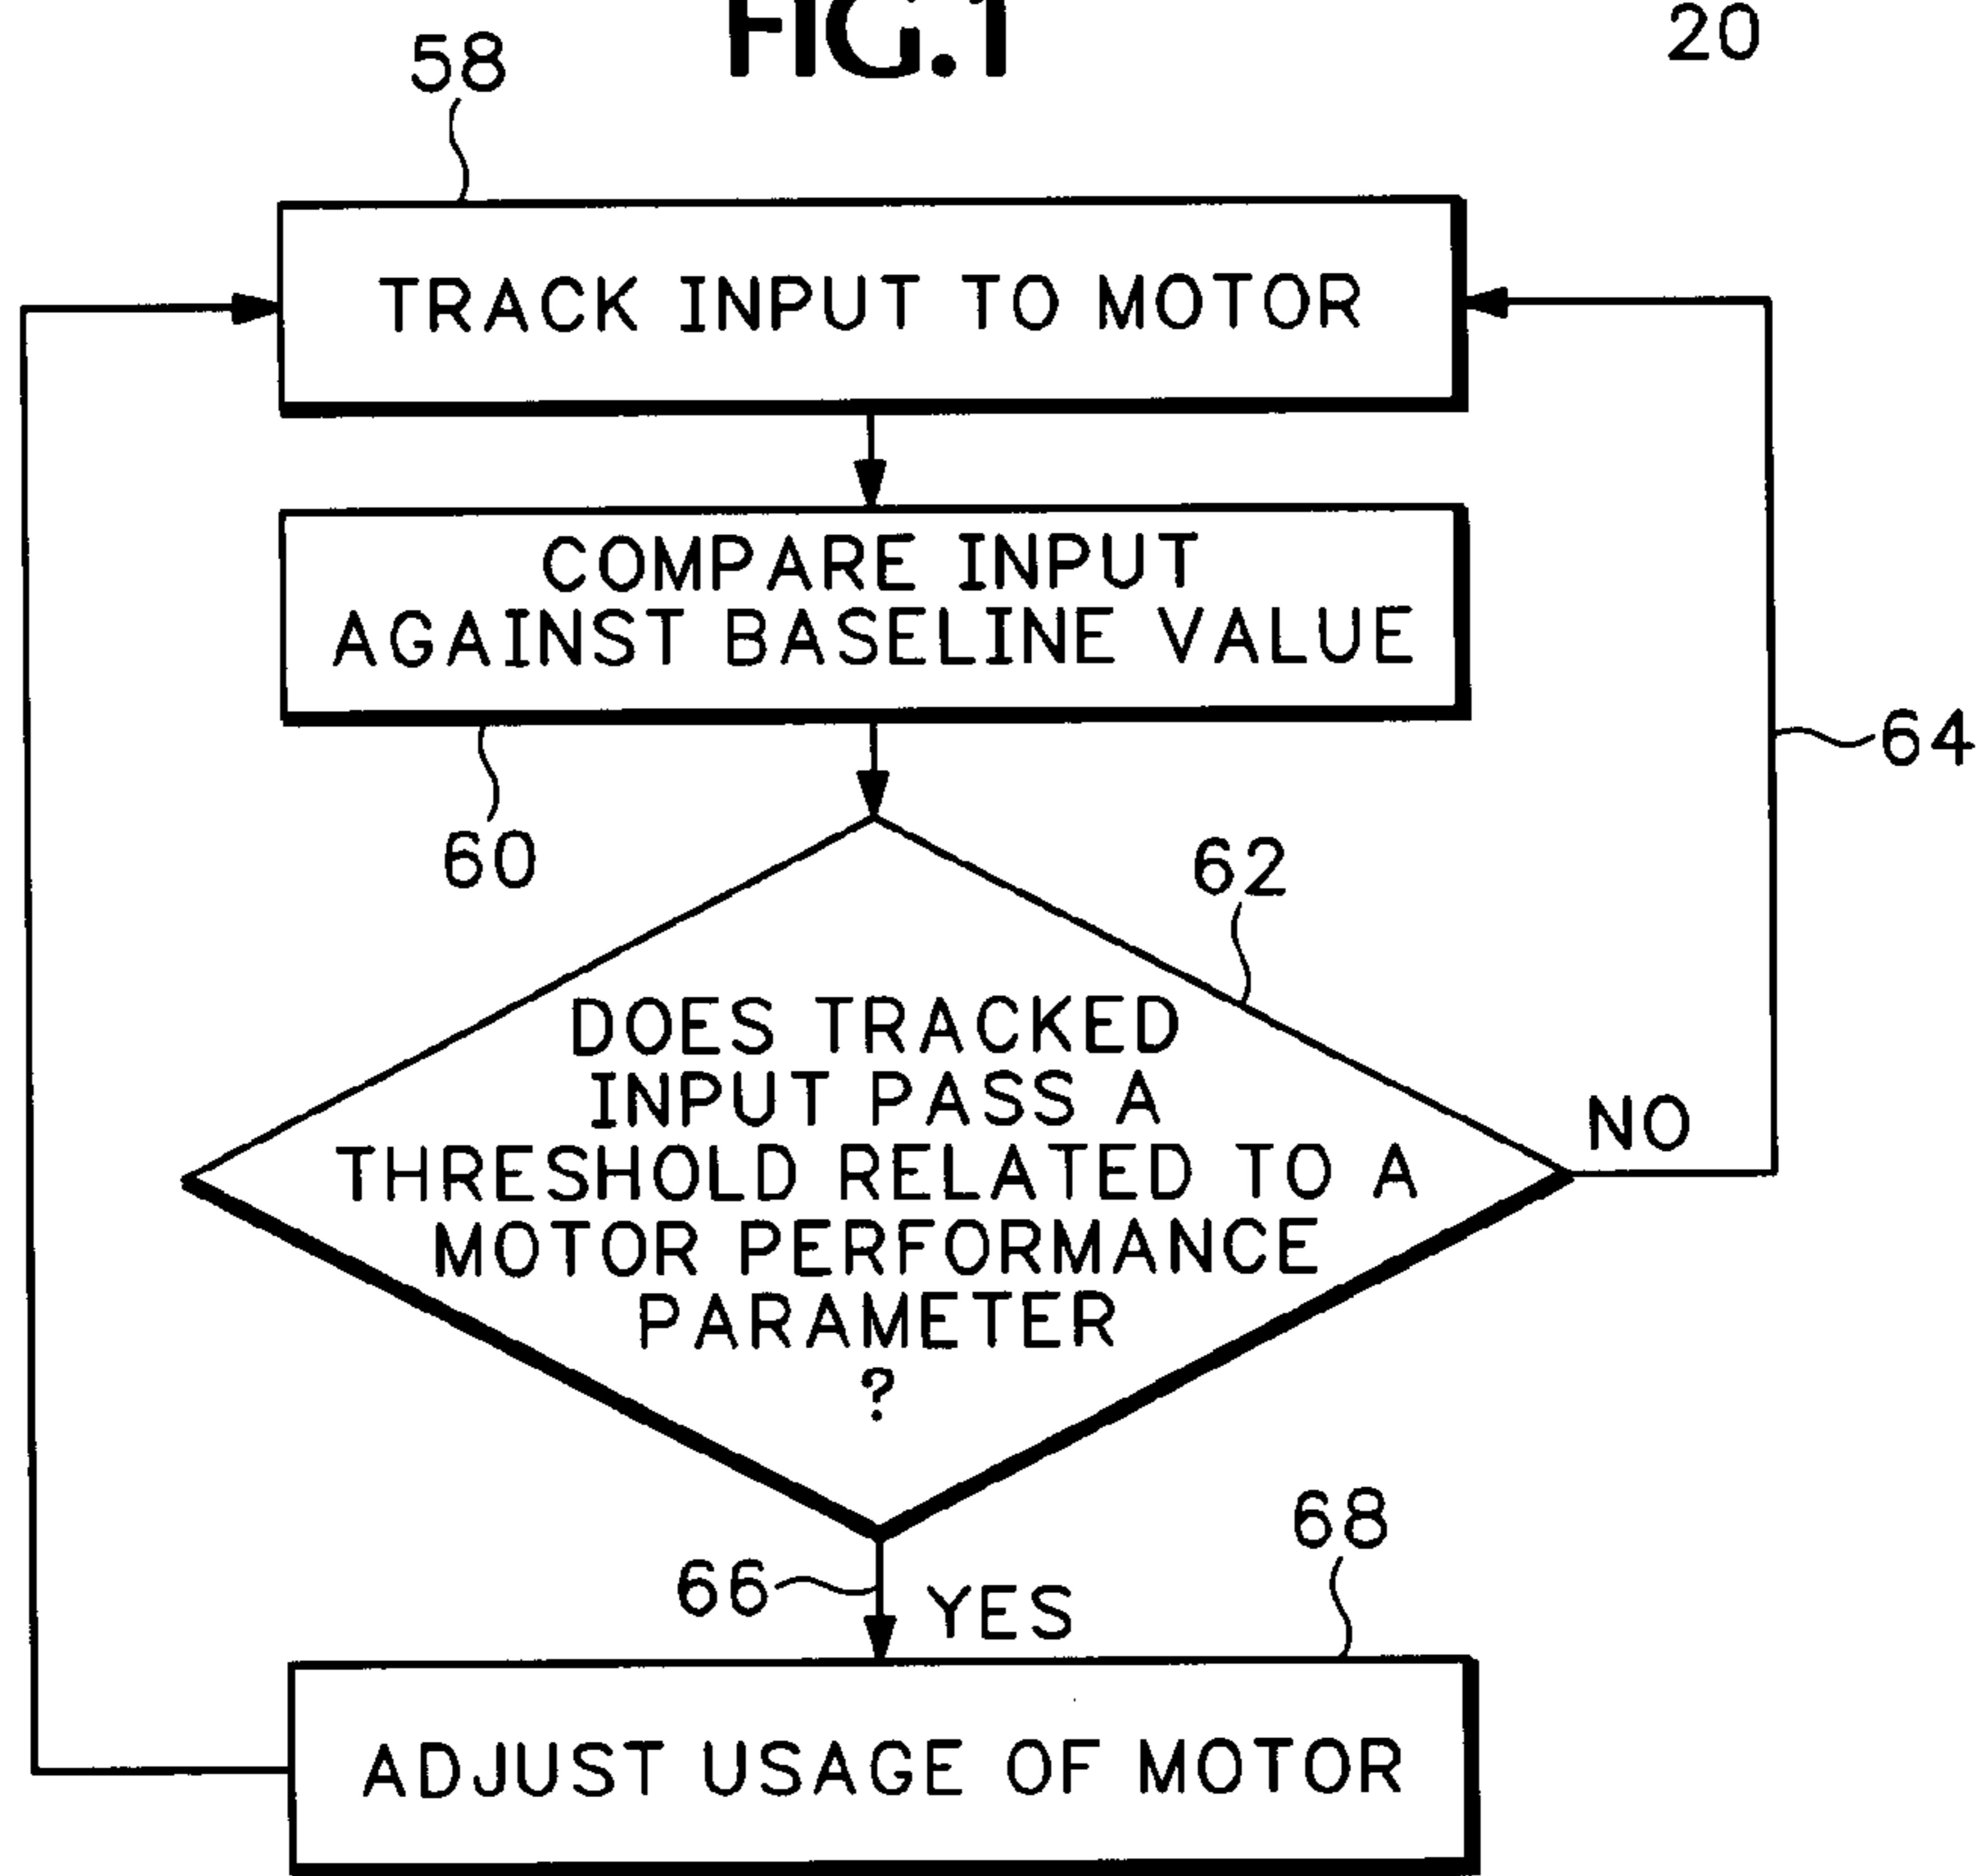 FIG.1
20
58
TRACK INPUT TO MOTOR
COMPARE INPUT
AGAINST BASELINE VALUE
64
60
62
DOES TRACKED
INPUT PASS A
THRESHOLD RELATED TO A
MOTOR PERFORMANCE
PARAMETER
?
NO
68
66
YES
ADJUST USAGE OF MOTOR